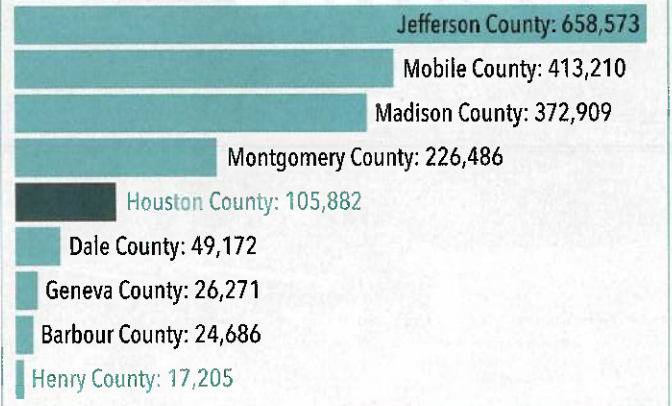 Jefferson County: 658,573
Mobile County: 413,210
Madison County: 372,909
Montgomery County: 226,486
Houston County: 105,882
Dale County: 49,172
Geneva County: 26,271
Barbour County: 24,686
Henry County: 17,205